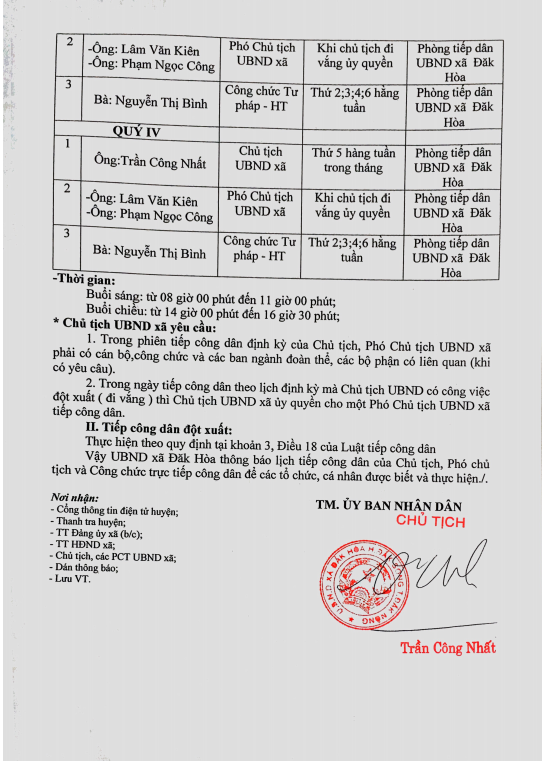 2
-Ông: Lâm Văn Kiên
-Ông: Phạm Ngọc Công
Phó Chủ tịch
UBND xã
Khi chủ tịch đi
vắng ủy quyền
Phòng tiếp dân
UBND xã Đăk
Hòa
3
Bà: Nguyễn Thị Bình
Công chức Tư
pháp - HT
Thứ 2;3;4;6 hằng
tuần
Phòng tiếp dân
UBND xã Đăk
Hòa
QUÝ IV
1
Ông:Trần Công Nhất
Chủ tịch
UBND xã
Thứ 5 hàng tuần
trong tháng
Phòng tiếp dân
UBND xã Đăk
Hòa
2
-Ông: Lâm Văn Kiên
-Ông: Phạm Ngọc Công
Phó Chủ tịch
UBND xã
Khi chủ tịch đi
vắng ủy quyền
Phòng tiếp dân
UBND xã Đăk
Hòa
3
Bà: Nguyễn Thị Bình
Công chức Tư
pháp - HT
Thứ 2;3;4;6 hằng
tuần
Phòng tiếp dân
UBND xã Đăk
Hòa
-Thời gian:
Buổi sáng: từ 08 giờ 00 phút đến 11 giờ 00 phút;
Buổi chiều: từ 14 giờ 00 phút đến 16 giờ 30 phút;
* Chủ tịch UBND xã yêu cầu:
1. Trong phiên tiếp công dân định kỳ của Chủ tịch, Phó Chủ tịch UBND xã
phải có cán bộ,công chức và các ban ngành đoàn thể, các bộ phận có liên quan (khi
có yêu cầu).
2. Trong ngày tiếp công dân theo lịch định kỳ mà Chủ tịch UBND có công việc
đột xuất ( đi vắng ) thì Chủ tịch UBND xã ủy quyền cho một Phó Chủ tịch UBND xã
tiếp công dân.
II. Tiếp công dân đột xuất:
Thực hiện theo quy định tại khoản 3, Điều 18 của Luật tiếp công dân
Vậy UBND xã Đăk Hòa thông báo lịch tiếp công dân của Chủ tịch, Phó chủ
tịch và Công chức trực tiếp công dân để các tổ chức, cá nhân được biết và thực hiện./.
Nơi nhận:
- Cổng thông tin điện tử huyện;
- Thanh tra huyện;
- TT Đảng ủy xã (b/c);
- TT HĐND xã;
- Chủ tịch, các PCT UBND xã;
- Dán thông báo;
- Lưu VT.
TM. ỦY BAN NHÂN DÂN
CHỦ TỊCH
U.B.N.D XÃ ĐĂK HÒA H.ĐĂK SONG T.ĐĂK NÔNG
Trần Công Nhất